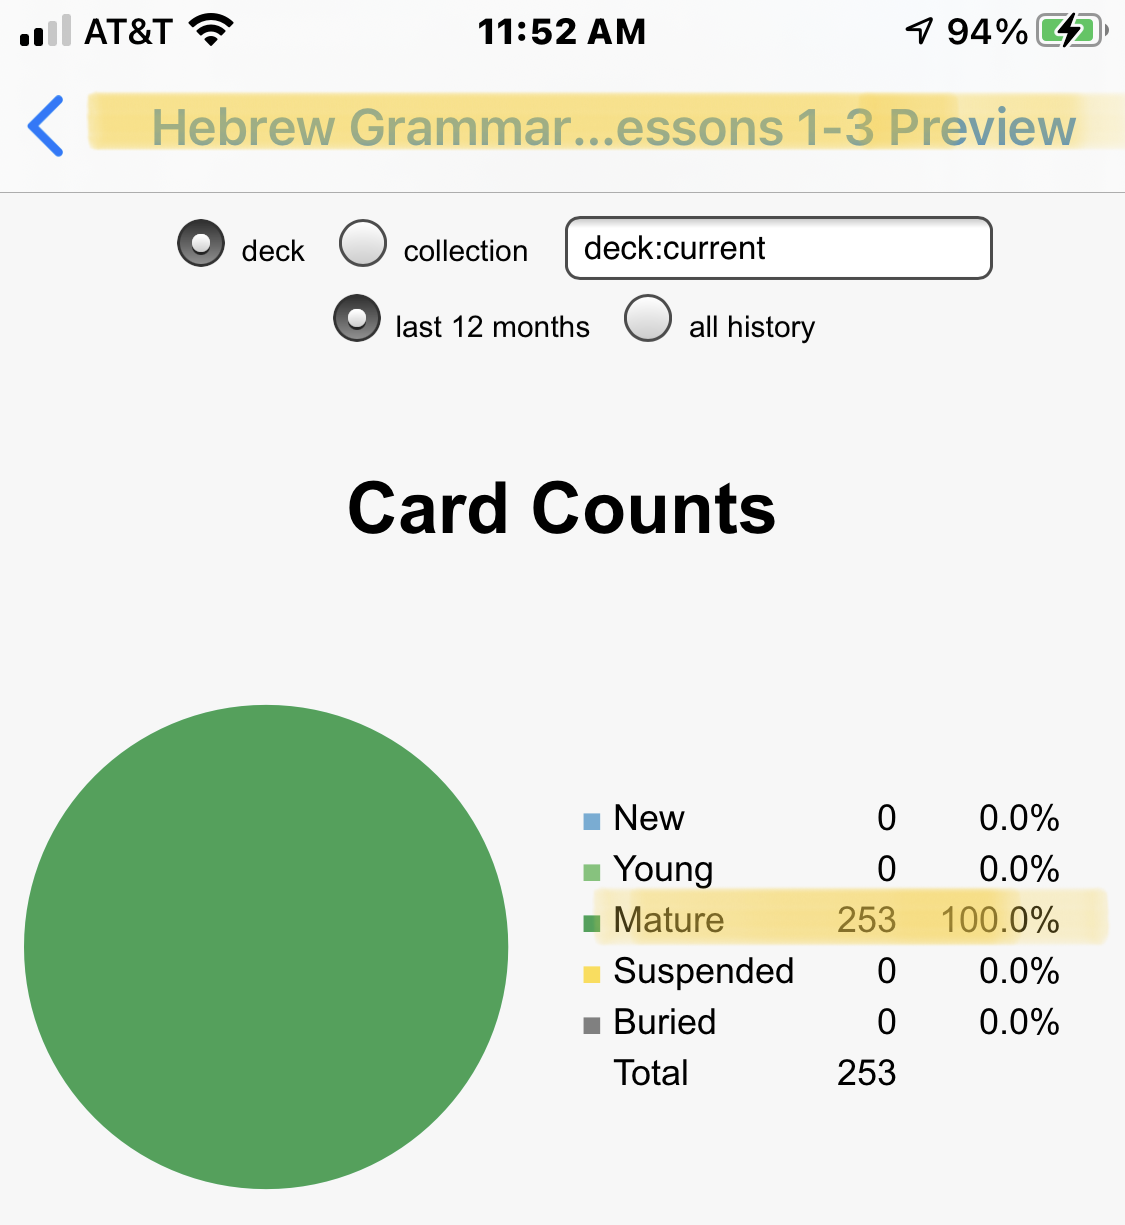 AT&T 11:52 AM 94%
Hebrew Grammar...essons 1-3 Preview
deck collection deck:current
last 12 months all history
Card Counts
New 0 0.0%
Young 0 0.0%
Mature 253 100.0%
Suspended 0 0.0%
Buried 0 0.0%
Total 253